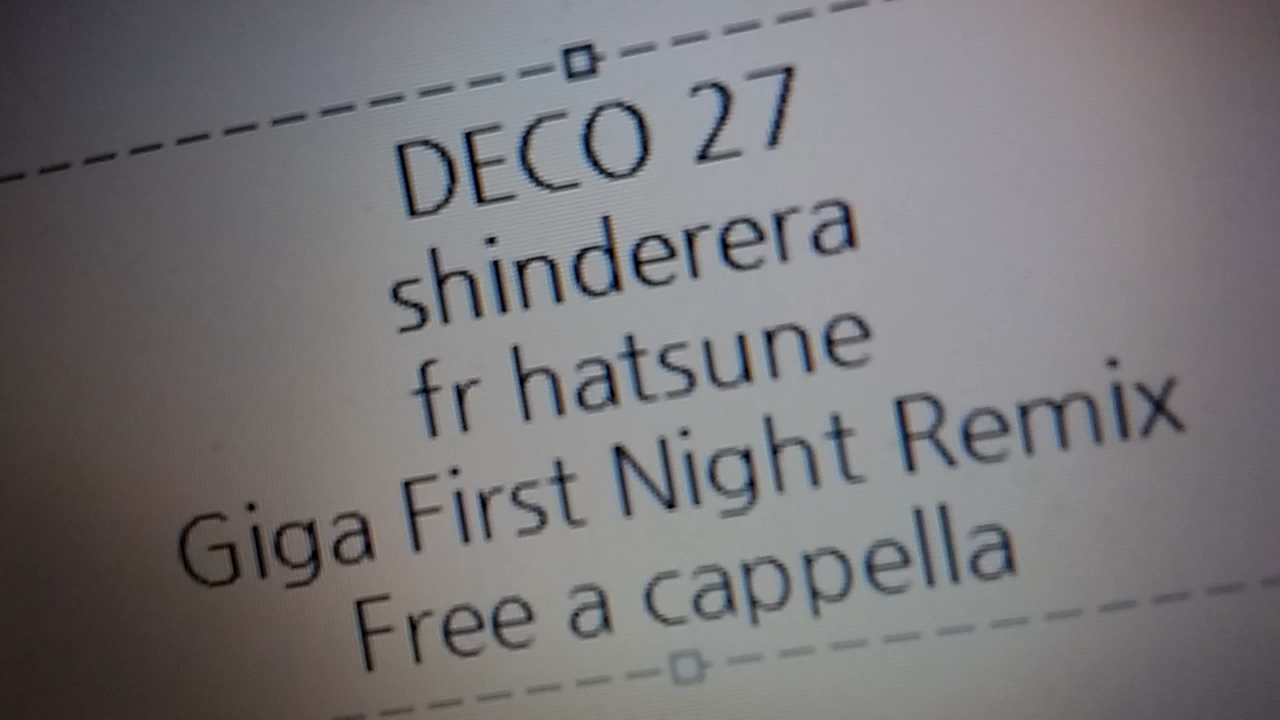 DECO 27
shinderera
fr hatsune
Giga First Night Remix
Free a cappella